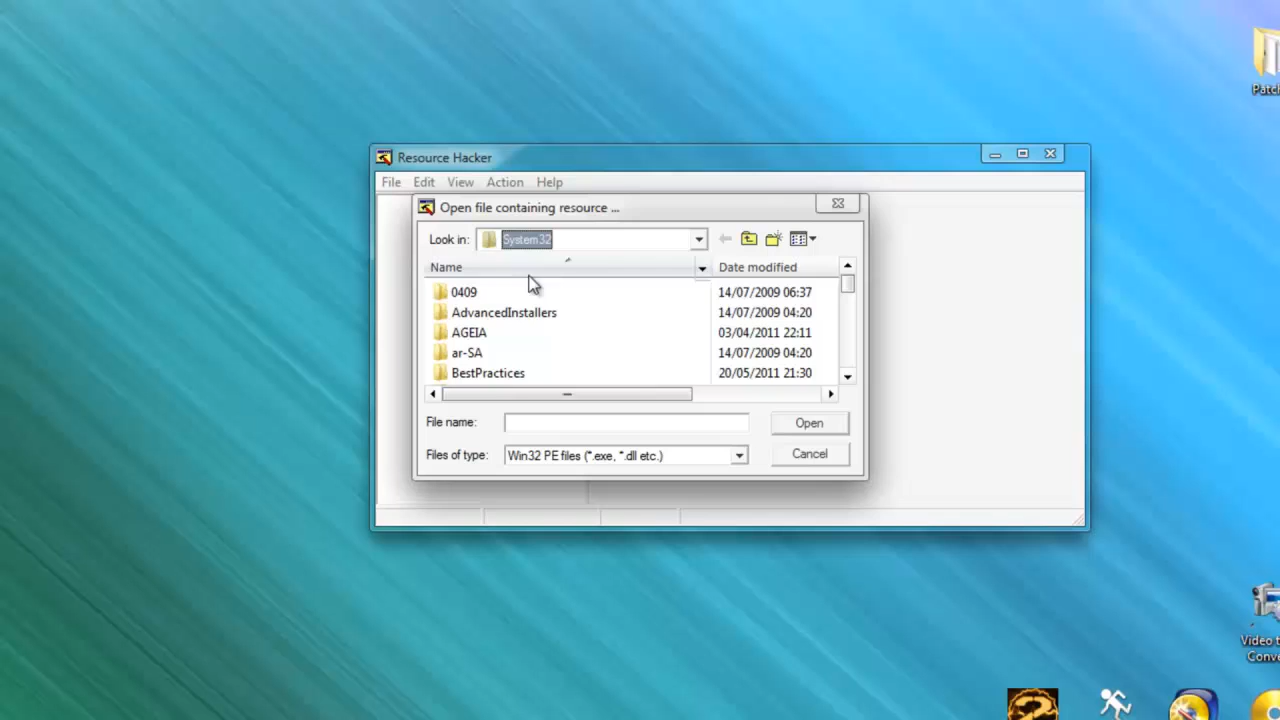 Resource Hacker
File Edit View Action Help
Open file containing resource ...
Look in: System32
Name Date modified
0409 14/07/2009 06:37
AdvancedInstallers 14/07/2009 04:20
AGEIA 03/04/2011 22:11
ar-SA 14/07/2009 04:20
BestPractices 20/05/2011 21:30
File name: Open
Files of type: Win32 PE files (*.exe, *.dll etc.) Cancel
Video